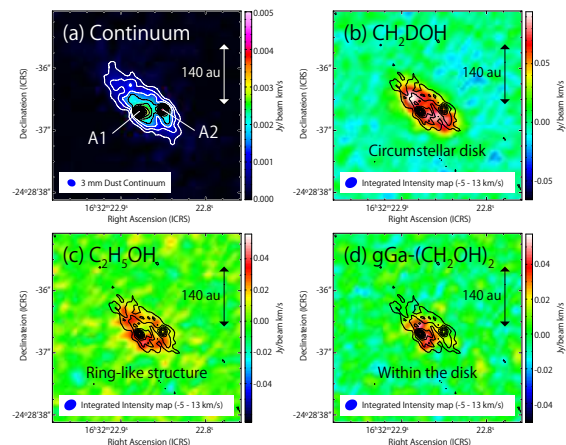 (a) Continuum
140 au
A1
A2
3 mm Dust Continuum
-36"
-37"
-24°28'38"
Declinateion (ICRS)
16ʰ32ᵐ22.9ˢ
22.8ˢ
Right Ascension (ICRS)
0.005
0.004
0.003
0.002
0.001
0.000
Jy/beam km/s
(b) CH₂DOH
140 au
Circumstellar disk
Integrated Intensity map (-5 - 13 km/s)
-36"
-37"
-24°28'38"
Declinateion (ICRS)
16ʰ32ᵐ22.9ˢ
22.8ˢ
Right Ascension (ICRS)
0.05
0.00
-0.05
Jy/beam km/s
(c) C₂H₅OH
140 au
Ring-like structure
Integrated Intensity map (-5 - 13 km/s)
-36"
-37"
-24°28'38"
Declinateion (ICRS)
16ʰ32ᵐ22.9ˢ
22.8ˢ
Right Ascension (ICRS)
0.04
0.02
0.00
-0.02
-0.04
Jy/beam km/s
(d) gGa-(CH₂OH)₂
140 au
Within the disk
Integrated Intensity map (-5 - 13 km/s)
-36"
-37"
-24°28'38"
Declinateion (ICRS)
16ʰ32ᵐ22.9ˢ
22.8ˢ
Right Ascension (ICRS)
0.04
0.02
0.00
-0.02
-0.04
Jy/beam km/s